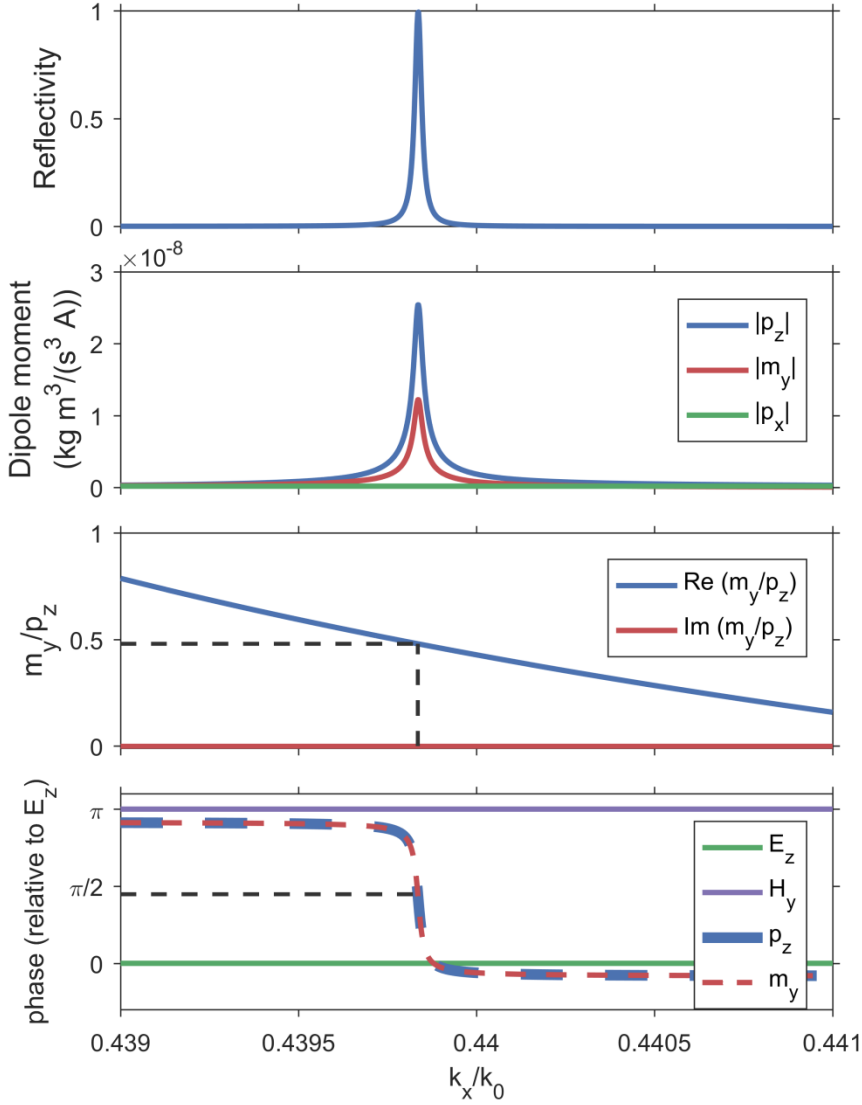 1
0.5
0
Reflectivity
×10^-8
3
2
1
0
Dipole moment
(kg m^3/(s^3 A))
|p_z|
|m_y|
|p_x|
1
0.5
0
m_y/p_z
Re (m_y/p_z)
Im (m_y/p_z)
π
π/2
0
phase (relative to E_z)
E_z
H_y
p_z
m_y
0.439
0.4395
0.44
0.4405
0.441
k_x/k_0